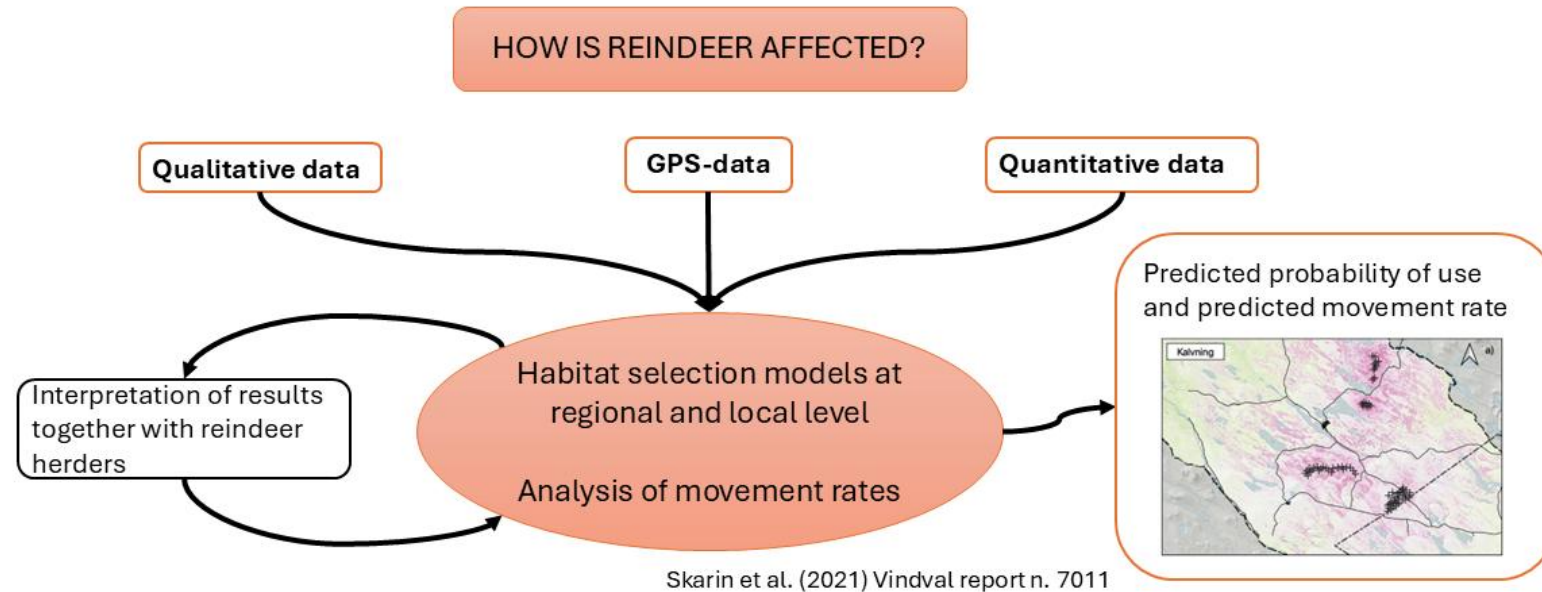 HOW IS REINDEER AFFECTED?
Qualitative data
GPS-data
Quantitative data
Predicted probability of use
and predicted movement rate
Kalvning
a)
Habitat selection models at
regional and local level
Analysis of movement rates
Interpretation of results
together with reindeer
herders
Skarin et al. (2021) Vindval report n. 7011